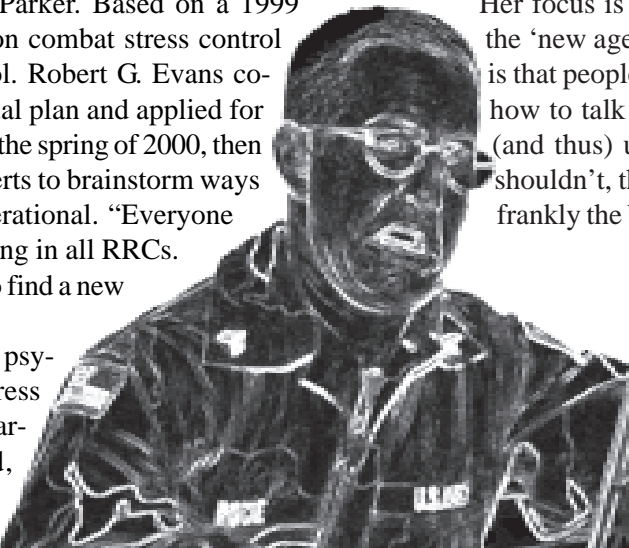 Parker. Based on a 1999
on combat stress control
ol. Robert G. Evans co-
ual plan and applied for
the spring of 2000, then
erts to brainstorm ways
erational. “Everyone
ng in all RRCs.
o find a new
psy-
ress
ar-
d,
Her focus is
the ‘new age
is that people
how to talk
(and thus) u
shouldn’t, th
frankly the